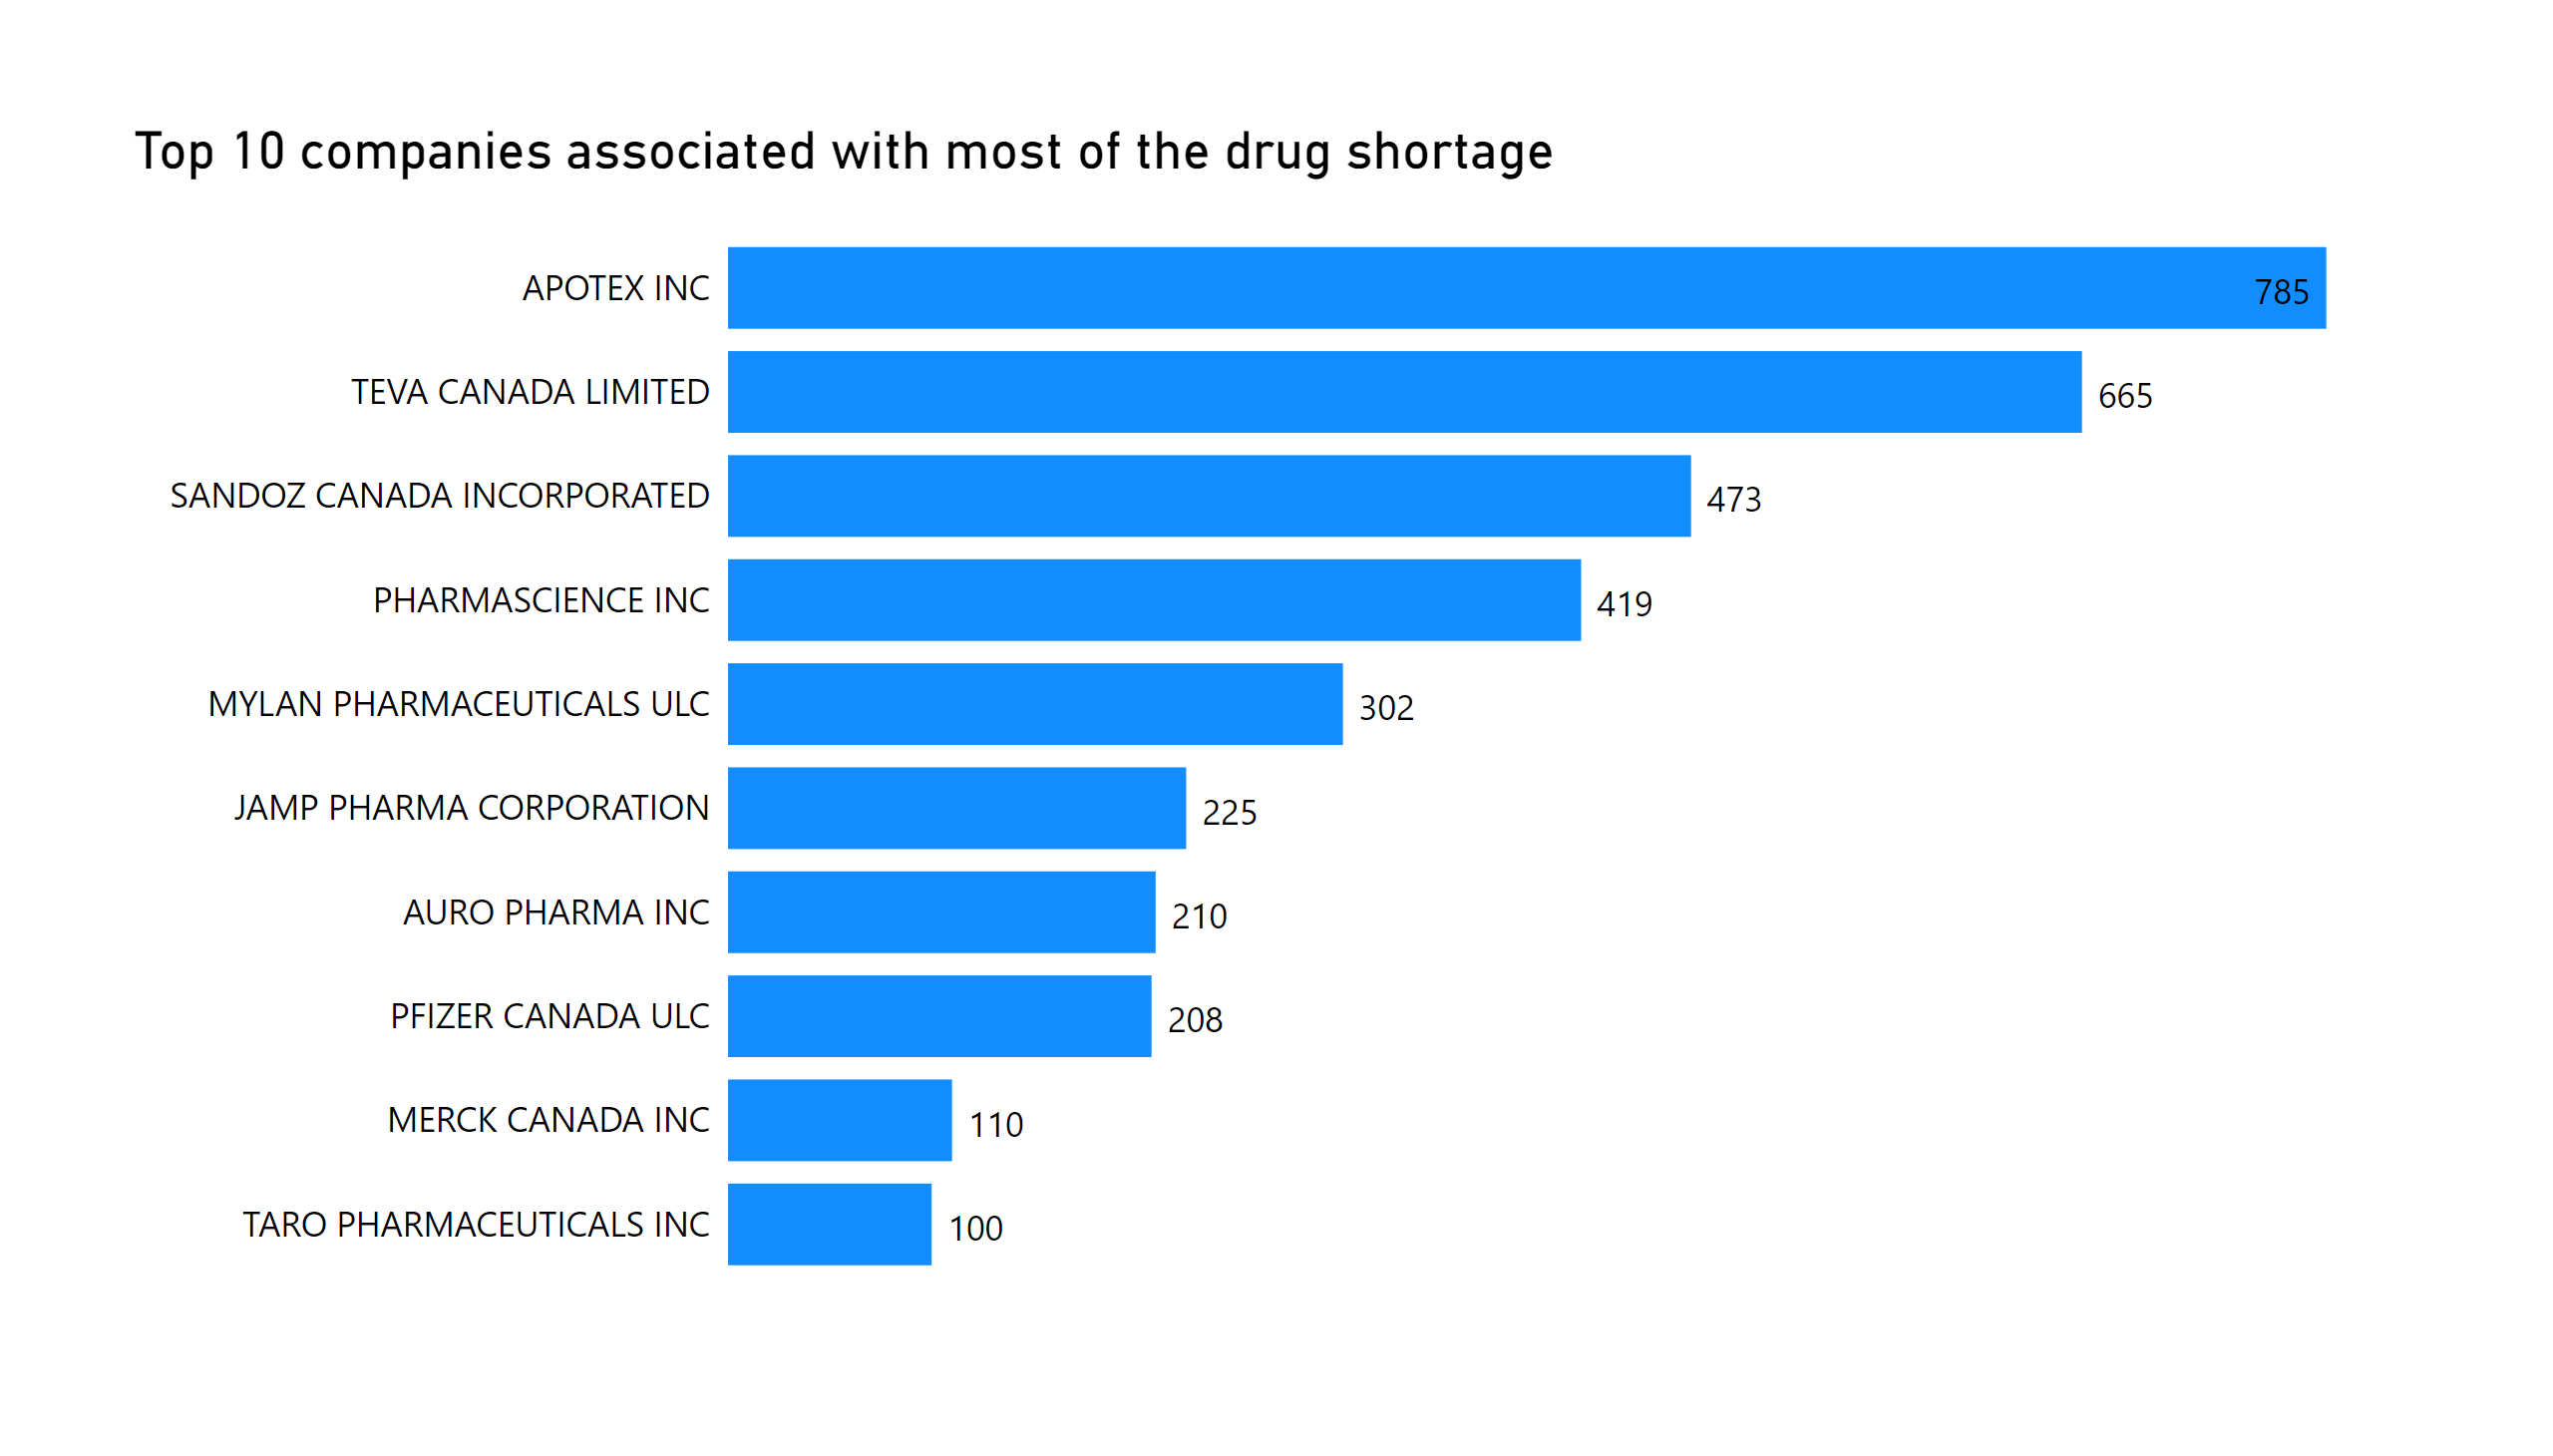 Top 10 companies associated with most of the drug shortage
APOTEX INC 785
TEVA CANADA LIMITED 665
SANDOZ CANADA INCORPORATED 473
PHARMASCIENCE INC 419
MYLAN PHARMACEUTICALS ULC 302
JAMP PHARMA CORPORATION 225
AURO PHARMA INC 210
PFIZER CANADA ULC 208
MERCK CANADA INC 110
TARO PHARMACEUTICALS INC 100